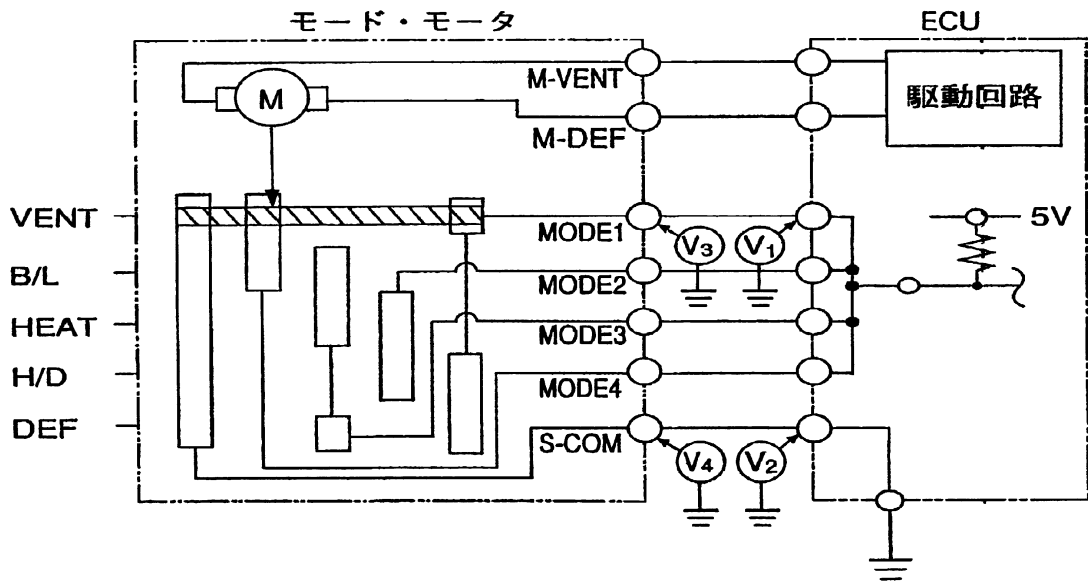 モード・モータ
ECU
M
M-VENT
M-DEF
駆動回路
VENT
B/L
HEAT
H/D
DEF
MODE1
MODE2
MODE3
MODE4
S-COM
V₃
V₁
V₄
V₂
5V